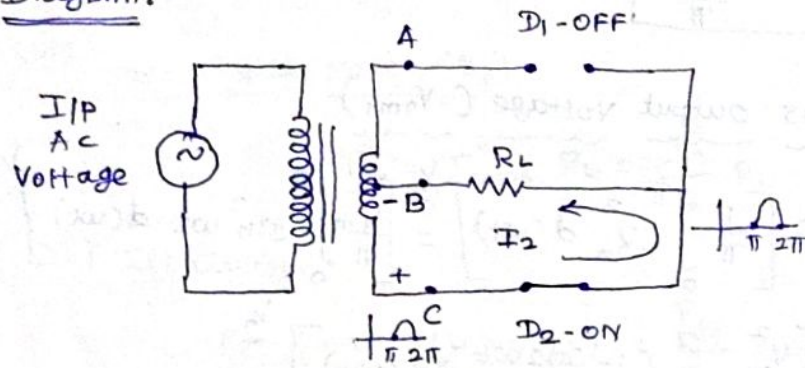 Diagram:
A
D1-OFF
I/P
AC
Voltage
~
RL
-B
I2
π 2π
+
C
D2-ON
π 2π